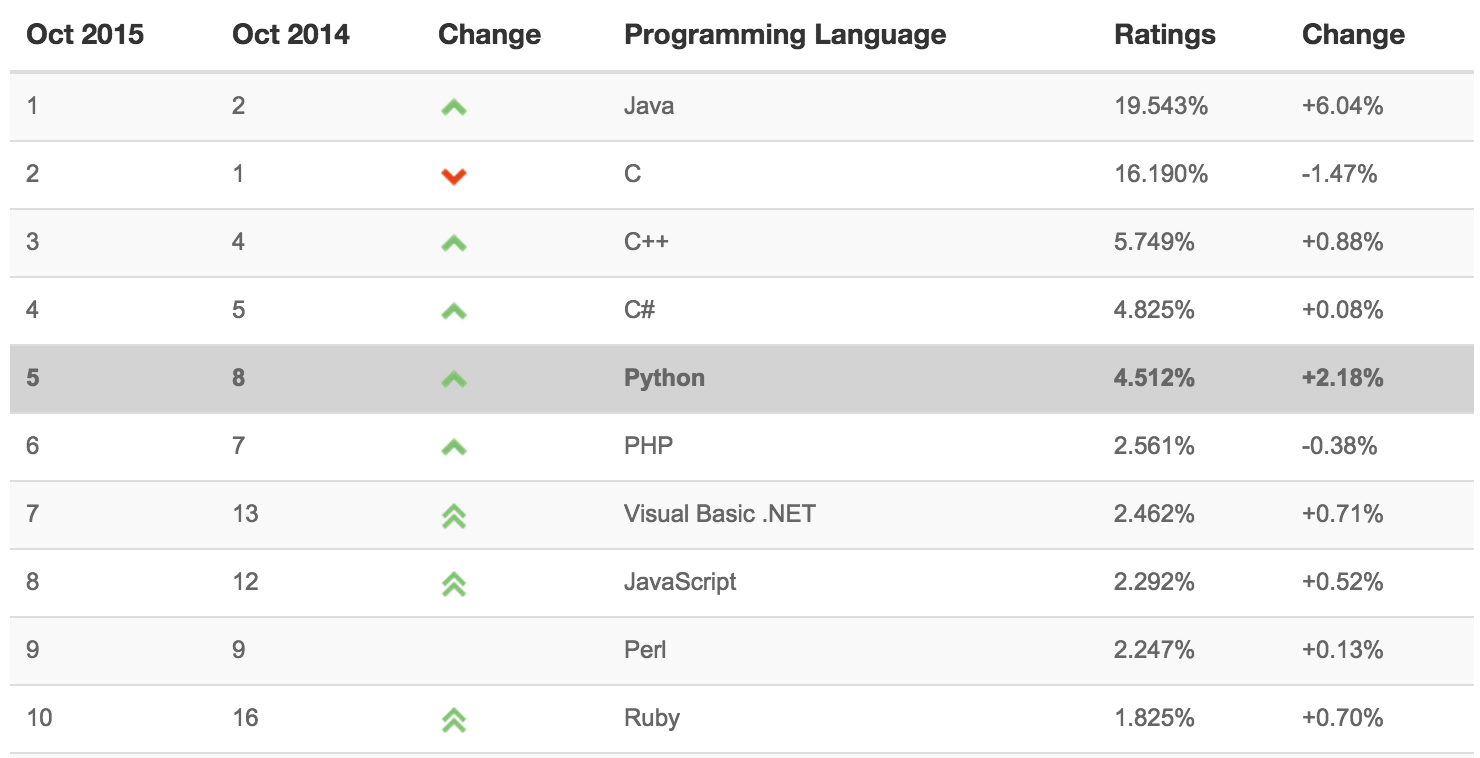 Oct 2015 Oct 2014 Change Programming Language Ratings Change
1 2 Java 19.543% +6.04%
2 1 C 16.190% -1.47%
3 4 C++ 5.749% +0.88%
4 5 C# 4.825% +0.08%
5 8 Python 4.512% +2.18%
6 7 PHP 2.561% -0.38%
7 13 Visual Basic .NET 2.462% +0.71%
8 12 JavaScript 2.292% +0.52%
9 9 Perl 2.247% +0.13%
10 16 Ruby 1.825% +0.70%